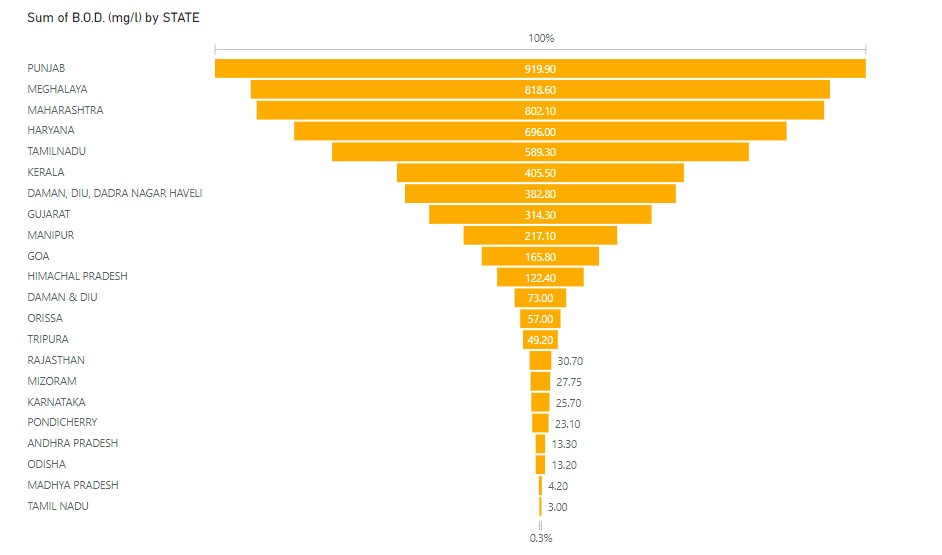 Sum of B.O.D. (mg/l) by STATE
100%
PUNJAB 919.90
MEGHALAYA 818.60
MAHARASHTRA 802.10
HARYANA 696.00
TAMILNADU 589.30
KERALA 405.50
DAMAN, DIU, DADRA NAGAR HAVELI 382.80
GUJARAT 314.30
MANIPUR 217.10
GOA 165.80
HIMACHAL PRADESH 122.40
DAMAN & DIU 73.00
ORISSA 57.00
TRIPURA 49.20
RAJASTHAN 30.70
MIZORAM 27.75
KARNATAKA 25.70
PONDICHERRY 23.10
ANDHRA PRADESH 13.30
ODISHA 13.20
MADHYA PRADESH 4.20
TAMIL NADU 3.00
0.3%